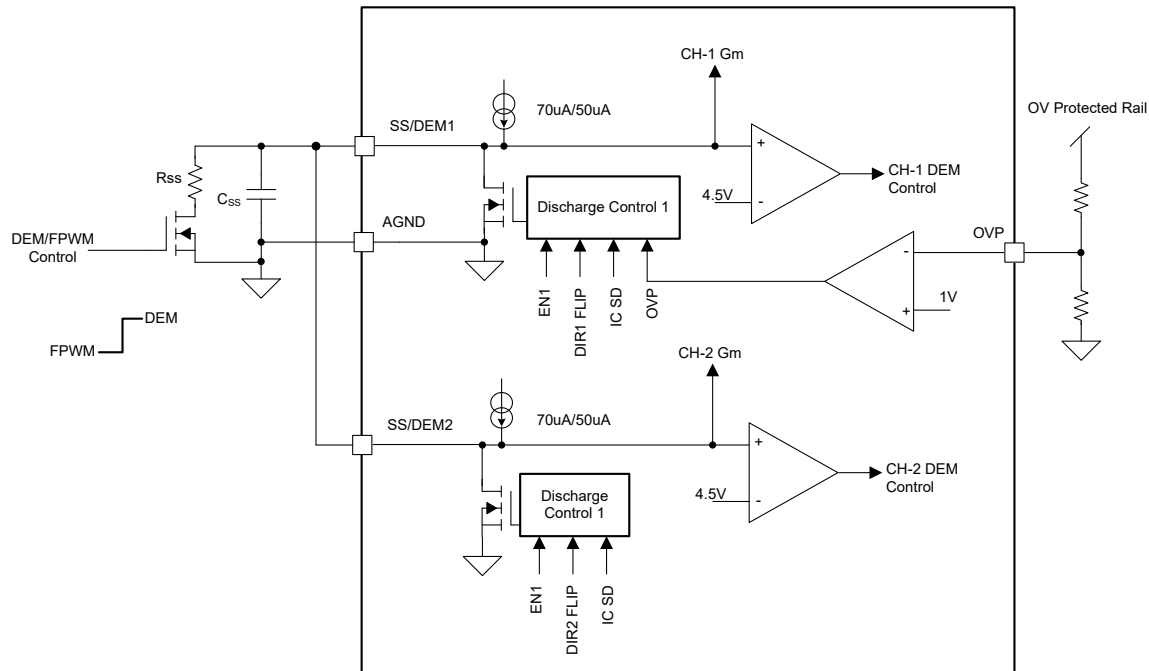 CH-1 Gm
70uA/50uA
OV Protected Rail
SS/DEM1
+
Rss
CSS
CH-1 DEM
Control
Discharge Control 1
4.5V
-
AGND
OVP
DEM/FPWM
Control
-
+
1V
EN1
DIR1 FLIP
IC SD
OVP
DEM
FPWM
CH-2 Gm
70uA/50uA
SS/DEM2
+
CH-2 DEM
Control
4.5V
-
Discharge
Control 1
EN1
DIR2 FLIP
IC SD